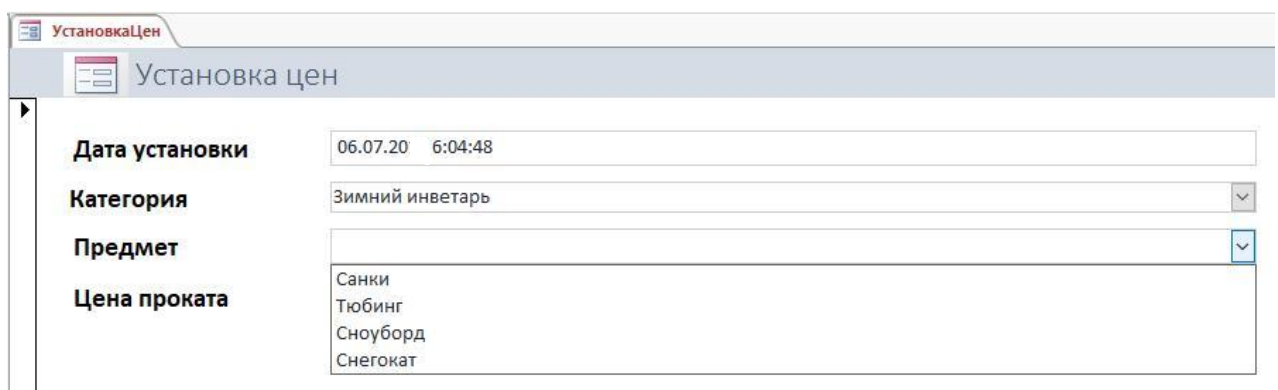 УстановкаЦен
Установка цен
Дата установки 06.07.20 6:04:48
Категория Зимний инветарь
Предмет
Санки
Цена проката
Тюбинг
Сноуборд
Снегокат